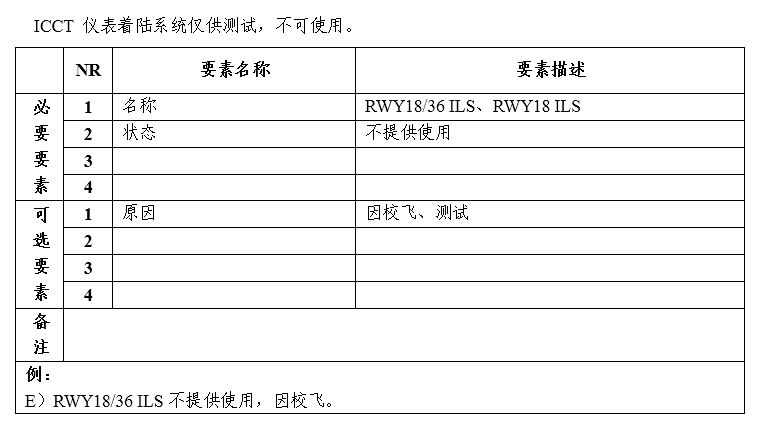 ICCT 仪表着陆系统仅供测试，不可使用。
NR 要素名称 要素描述
必要要素
1 名称 RWY18/36 ILS、RWY18 ILS
2 状态 不提供使用
3
4
可选要素
1 原因 因校飞、测试
2
3
4
备注
例：
E）RWY18/36 ILS 不提供使用，因校飞。